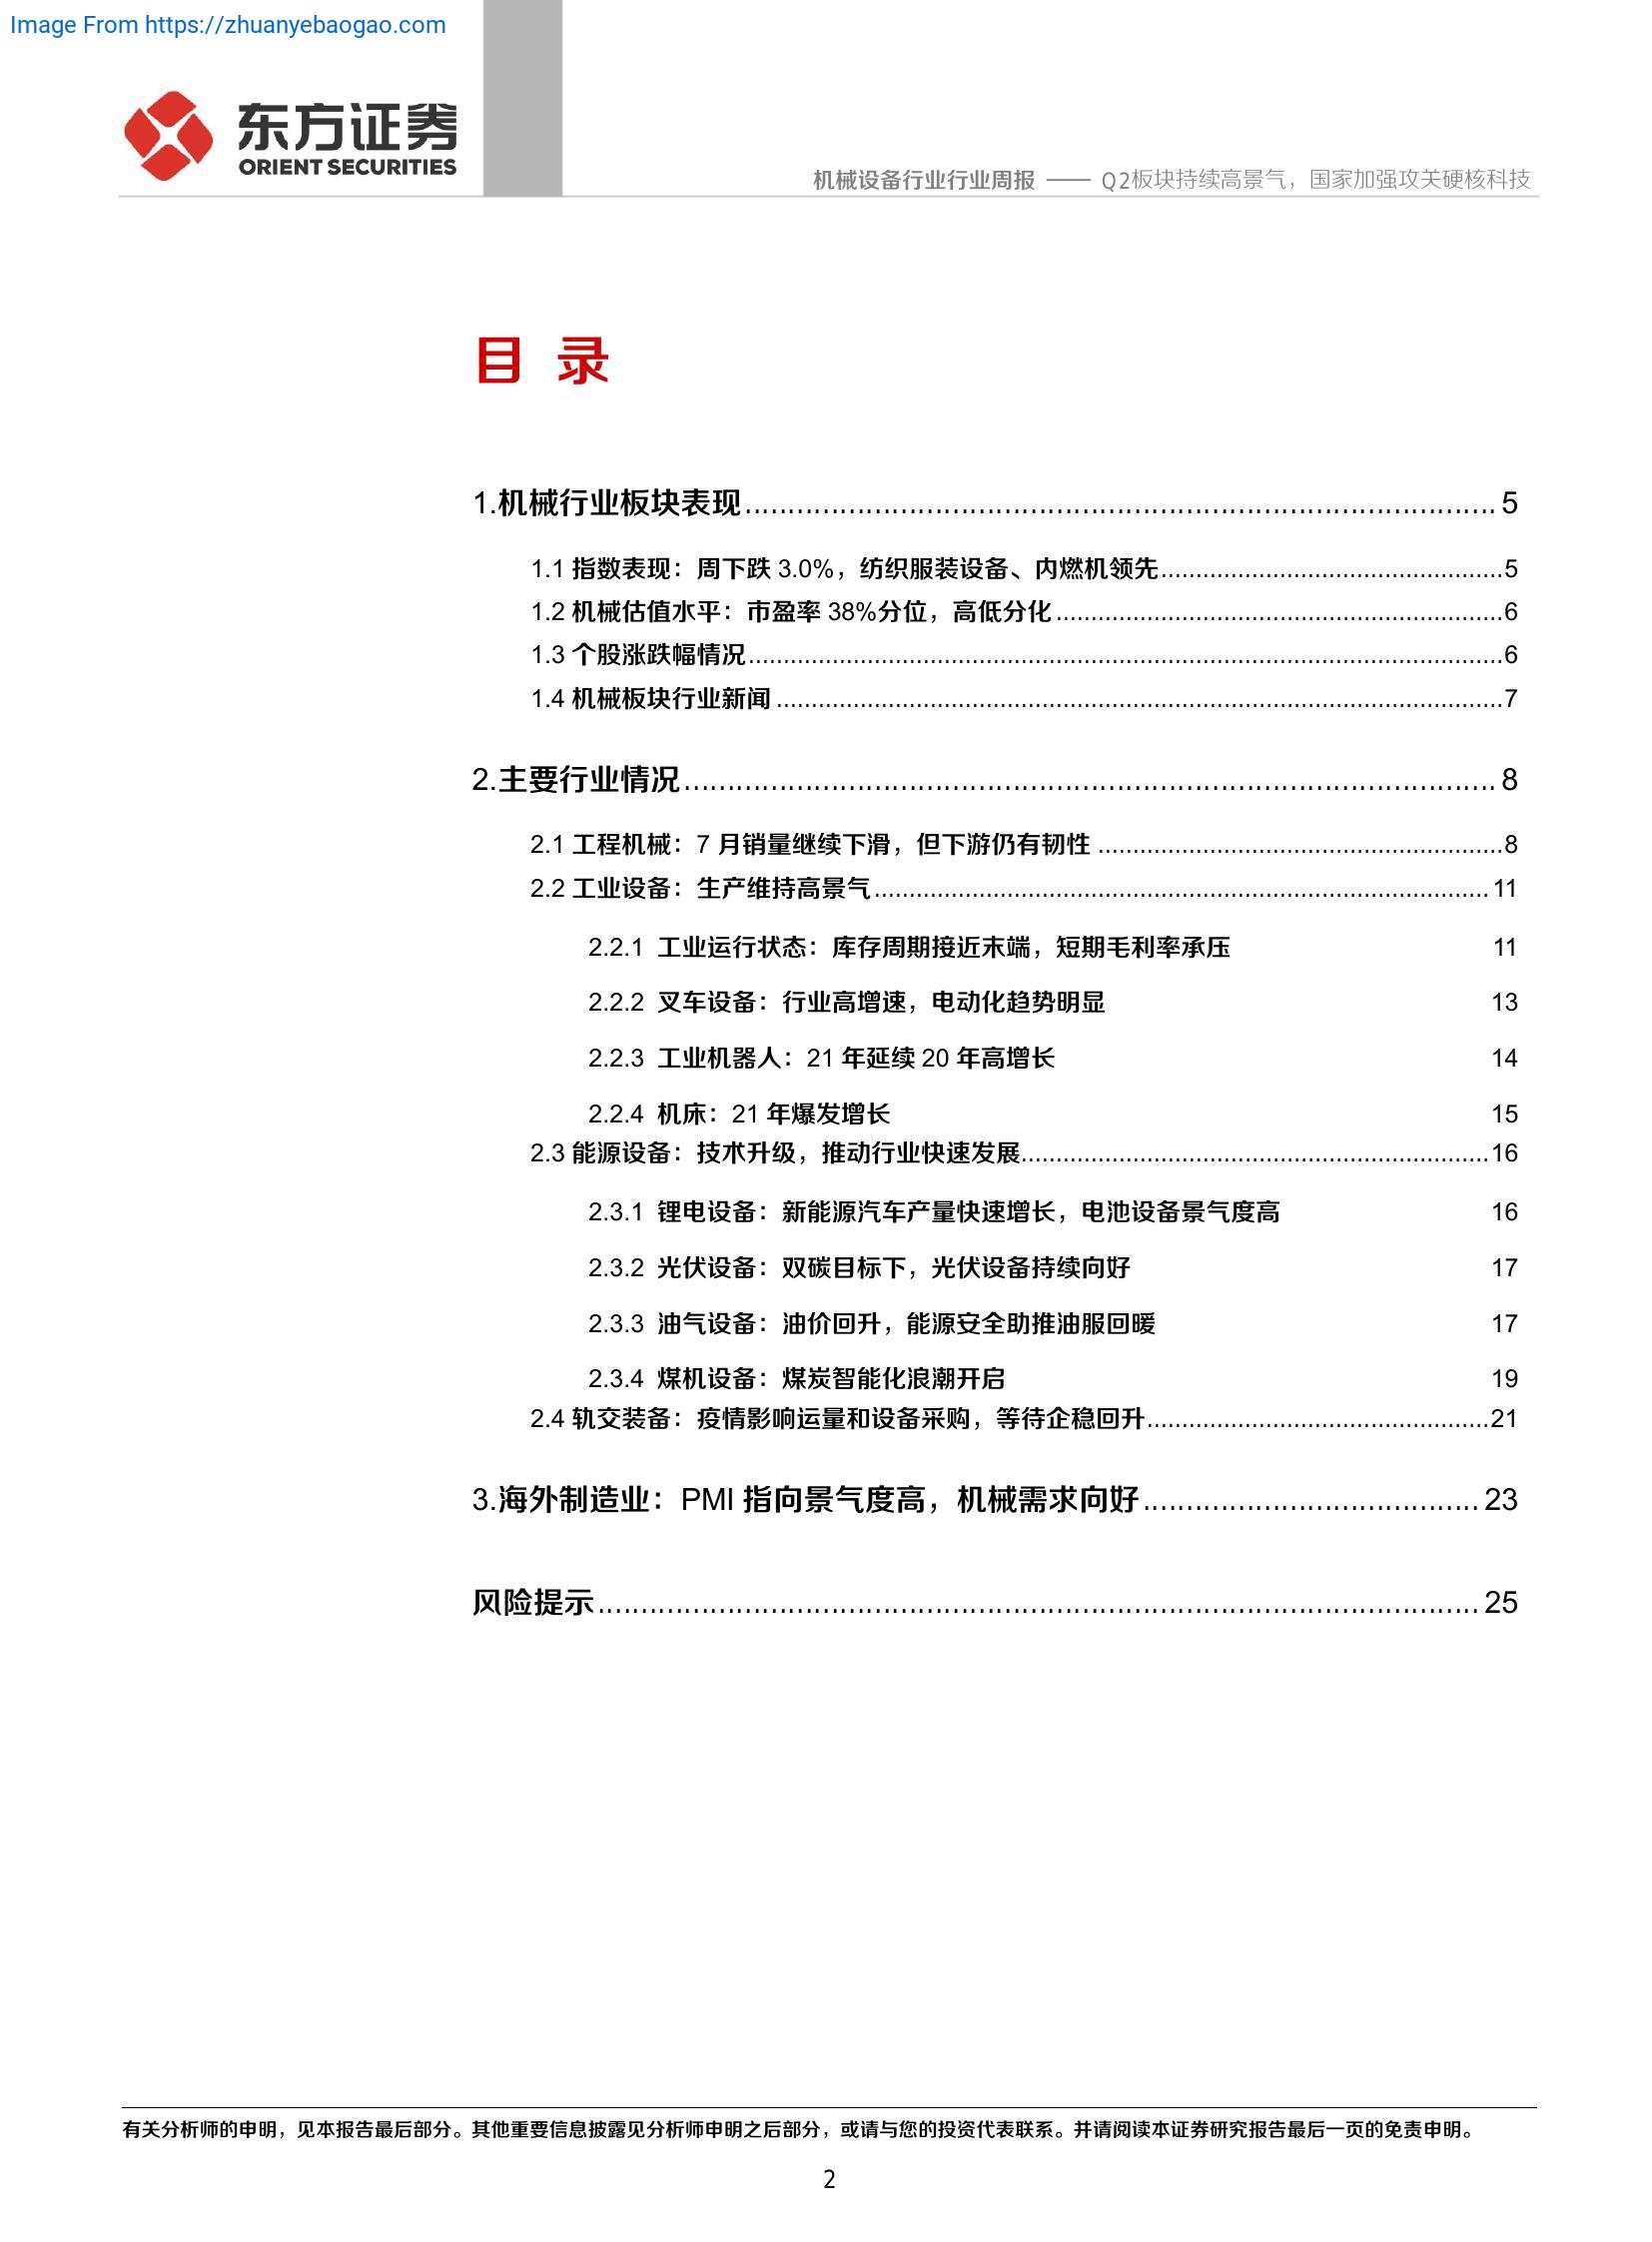 Image From https://zhuanyebaogao.com
东方证券
ORIENT SECURITIES
机械设备行业行业周报 —— Q2板块持续高景气，国家加强攻关硬核科技
目 录
1.机械行业板块表现 5
1.1 指数表现：周下跌 3.0%，纺织服装设备、内燃机领先 5
1.2 机械估值水平：市盈率 38%分位，高低分化 6
1.3 个股涨跌幅情况 6
1.4 机械板块行业新闻 7
2.主要行业情况 8
2.1 工程机械：7 月销量继续下滑，但下游仍有韧性 8
2.2 工业设备：生产维持高景气 11
2.2.1 工业运行状态：库存周期接近末端，短期毛利率承压 11
2.2.2 叉车设备：行业高增速，电动化趋势明显 13
2.2.3 工业机器人：21 年延续 20 年高增长 14
2.2.4 机床：21 年爆发增长 15
2.3 能源设备：技术升级，推动行业快速发展 16
2.3.1 锂电设备：新能源汽车产量快速增长，电池设备景气度高 16
2.3.2 光伏设备：双碳目标下，光伏设备持续向好 17
2.3.3 油气设备：油价回升，能源安全助推油服回暖 17
2.3.4 煤机设备：煤炭智能化浪潮开启 19
2.4 轨交装备：疫情影响运量和设备采购，等待企稳回升 21
3.海外制造业：PMI 指向景气度高，机械需求向好 23
风险提示 25
有关分析师的申明，见本报告最后部分。其他重要信息披露见分析师申明之后部分，或请与您的投资代表联系。并请阅读本证券研究报告最后一页的免责申明。
2